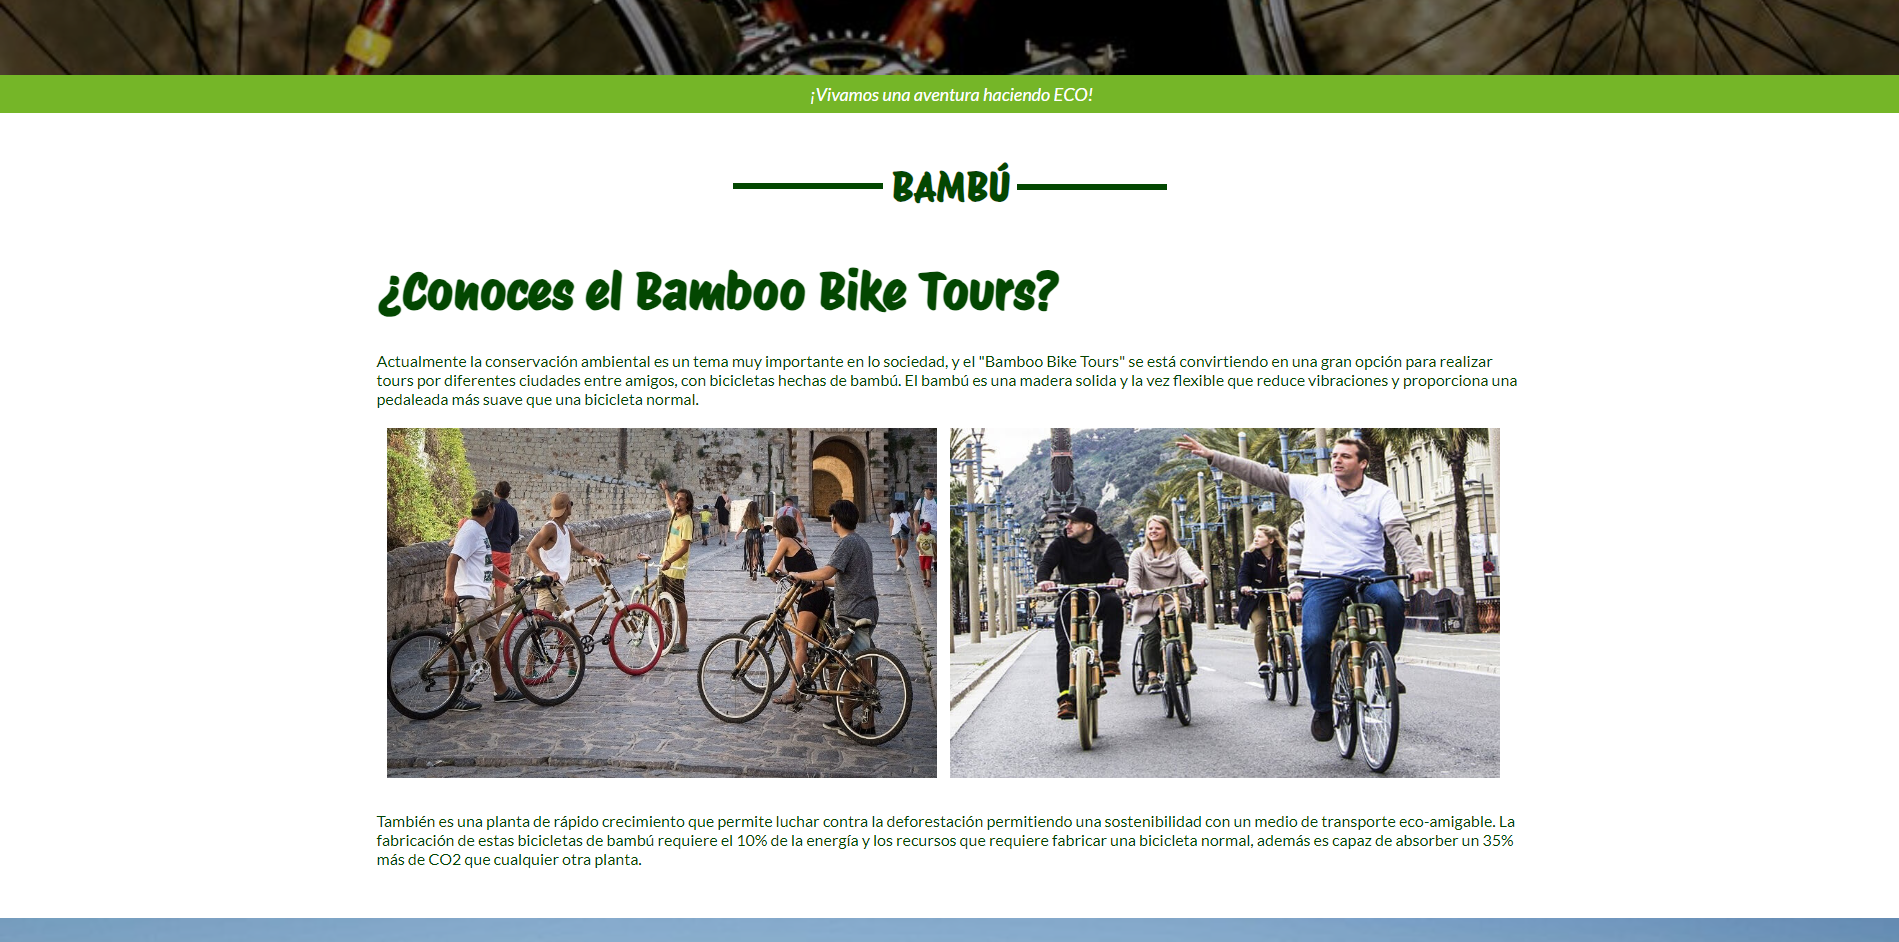 ¡Vivamos una aventura haciendo ECO!
BAMBÚ
¿Conoces el Bamboo Bike Tours?
Actualmente la conservación ambiental es un tema muy importante en lo sociedad, y el "Bamboo Bike Tours" se está convirtiendo en una gran opción para realizar
tours por diferentes ciudades entre amigos, con bicicletas hechas de bambú. El bambú es una madera solida y la vez flexible que reduce vibraciones y proporciona una
pedaleada más suave que una bicicleta normal.
También es una planta de rápido crecimiento que permite luchar contra la deforestación permitiendo una sostenibilidad con un medio de transporte eco-amigable. La
fabricación de estas bicicletas de bambú requiere el 10% de la energía y los recursos que requiere fabricar una bicicleta normal, además es capaz de absorber un 35%
más de CO2 que cualquier otra planta.